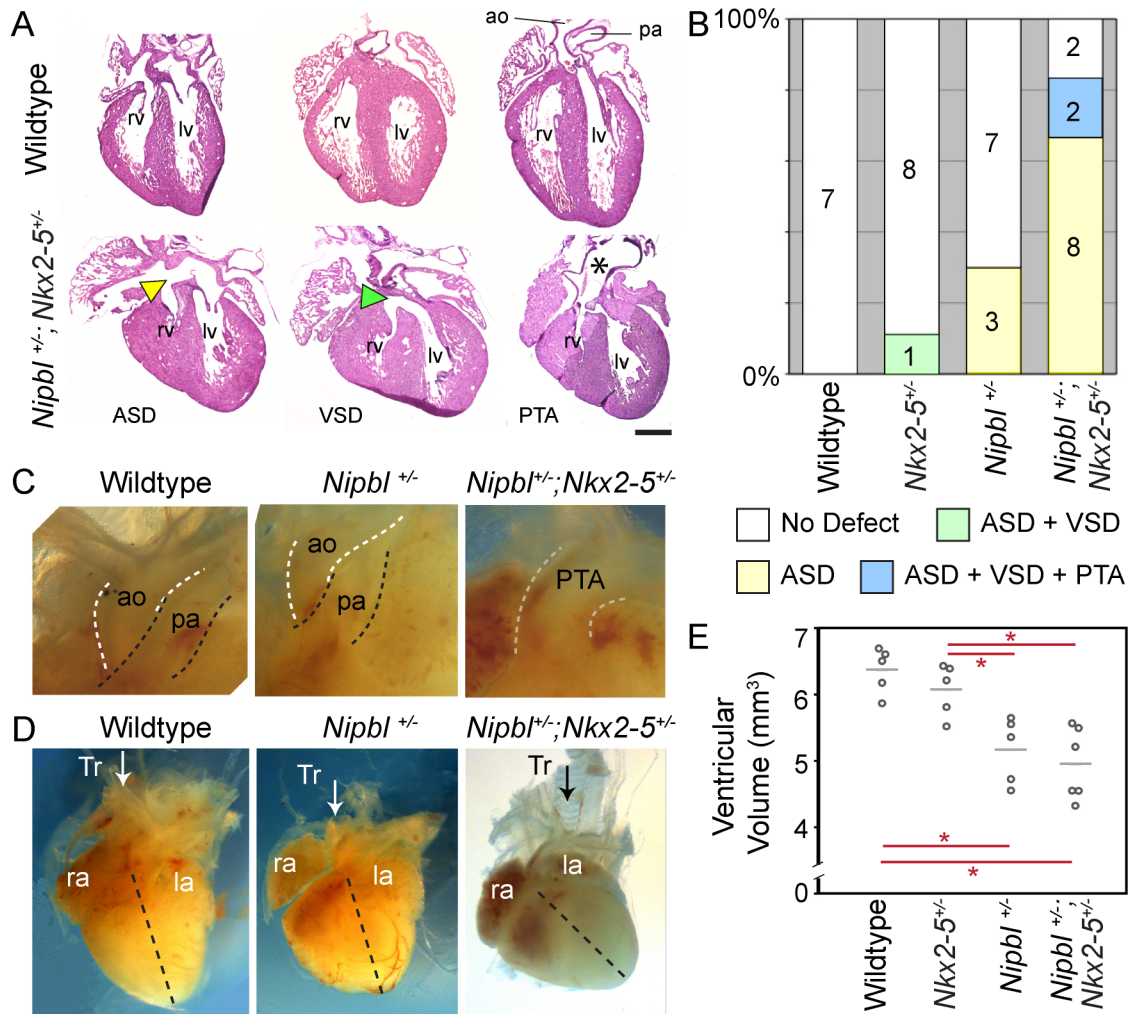 A
Wildtype
Nipbl +/-; Nkx2-5+/-
ao
pa
rv
lv
rv
lv
rv
lv
rv
lv
rv
lv
rv
lv
*
ASD
VSD
PTA
B
100%
0%
7
8
1
7
3
2
2
8
Wildtype
Nkx2-5+/-
Nipbl +/-
Nipbl +/-;
Nkx2-5+/-
No Defect
ASD + VSD
ASD
ASD + VSD + PTA
C
Wildtype
Nipbl +/-
Nipbl+/-;Nkx2-5+/-
ao
pa
ao
pa
PTA
D
Wildtype
Nipbl +/-
Nipbl+/-;Nkx2-5+/-
Tr
ra
la
Tr
ra
la
Tr
ra
la
E
Ventricular
Volume (mm3)
7
6
5
4
0
*
*
*
*
Wildtype
Nkx2-5+/-
Nipbl +/-
Nipbl +/-;
Nkx2-5+/-